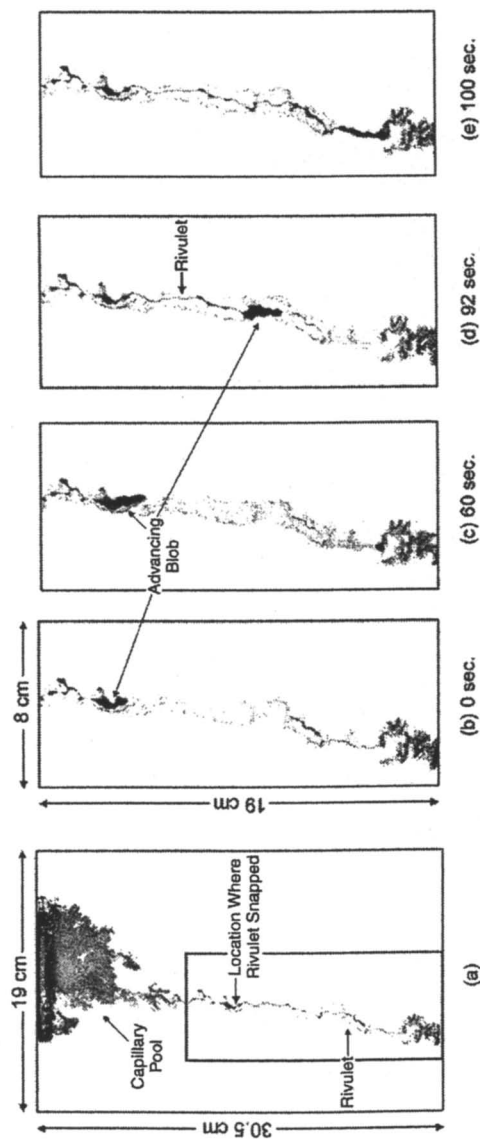 19 cm
30.5 cm
Capillary
Pool
Location Where
Rivulet Snapped
Rivulet
(a)
8 cm
19 cm
Advancing
Blob
Rivulet
(b) 0 sec.
(c) 60 sec.
(d) 92 sec.
(e) 100 sec.